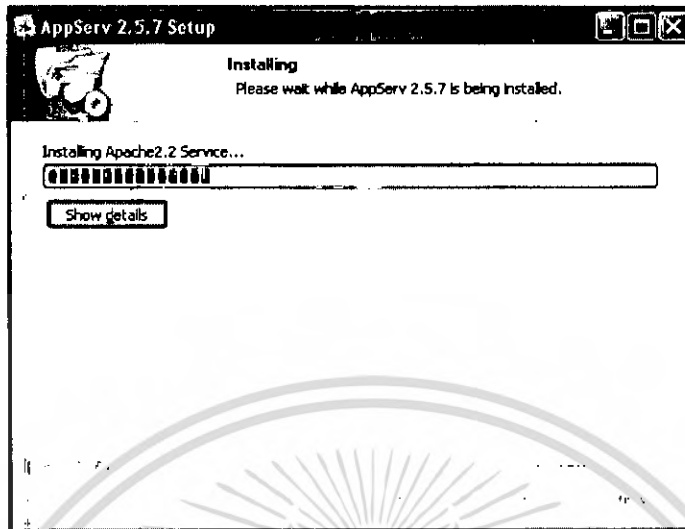 AppServ 2.5.7 Setup
Installing
Please wait while AppServ 2.5.7 is being installed.
Installing Apache2.2 Service...
Show details